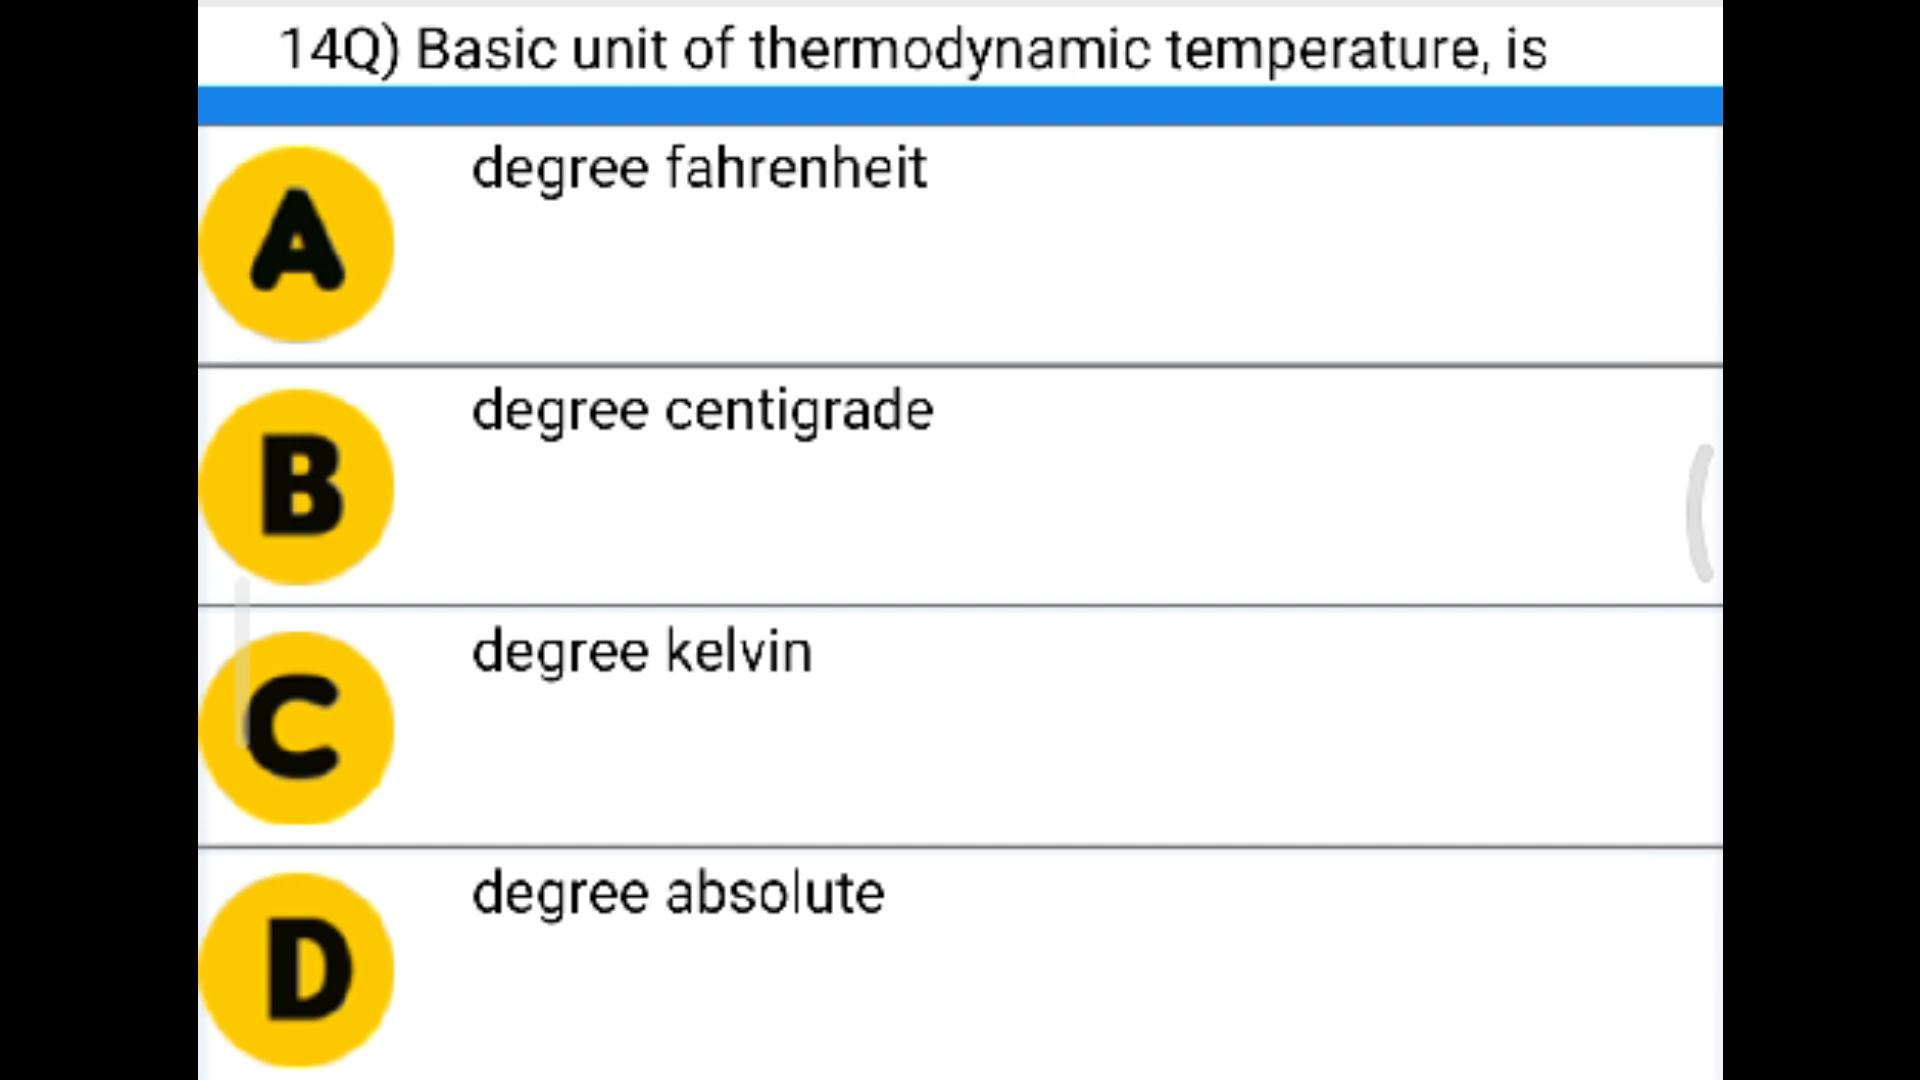 14Q) Basic unit of thermodynamic temperature, is
A degree fahrenheit
B degree centigrade
C degree kelvin
D degree absolute